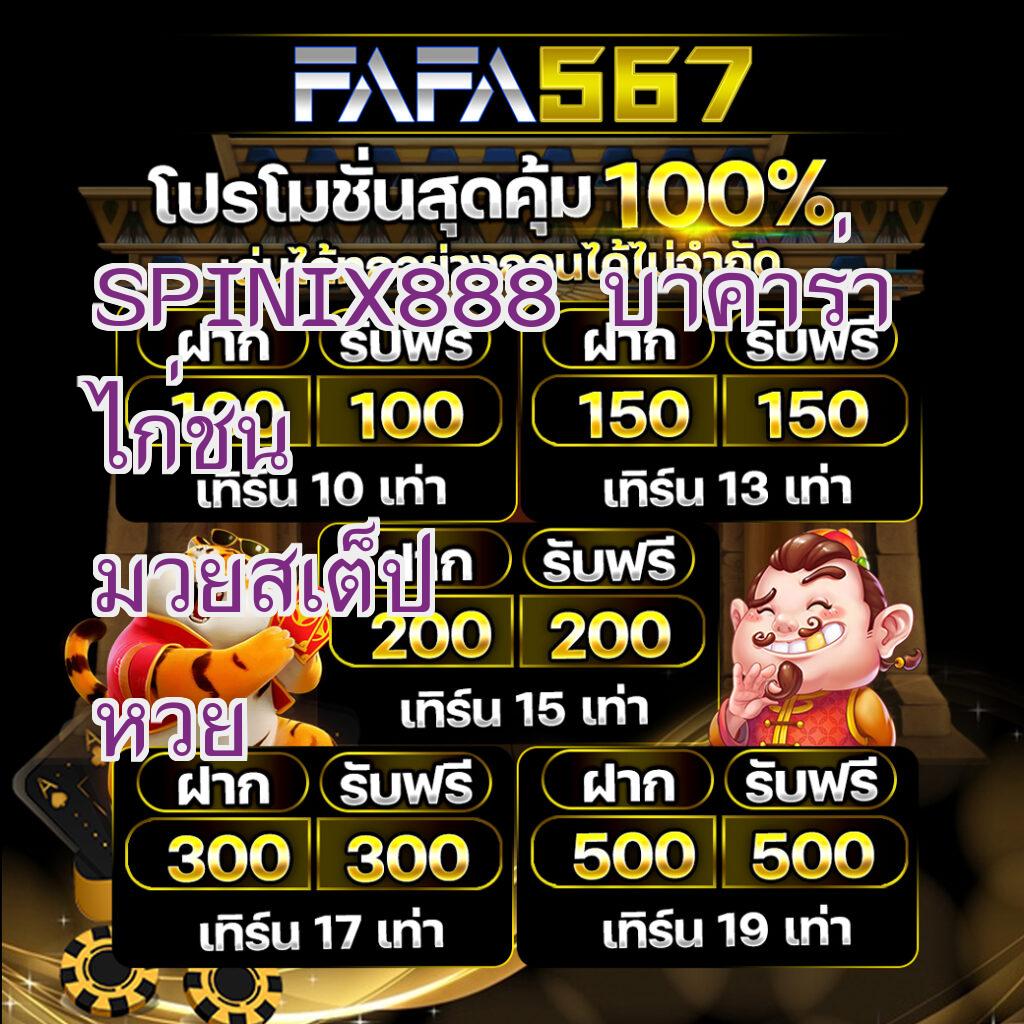 FAFA567
โปรโมชั่นสุดคุ้ม 100%
SPINIX888 บาคาร่า
ฝาก รับฟรี ฝาก รับฟรี
100 100 150 150
ไก่ชน
เทิร์น 10 เท่า เทิร์น 13 เท่า
ฝาก รับฟรี
มวยสเต็ป
200 200
เทิร์น 15 เท่า
หวย
ฝาก รับฟรี ฝาก รับฟรี
300 300 500 500
เทิร์น 17 เท่า เทิร์น 19 เท่า